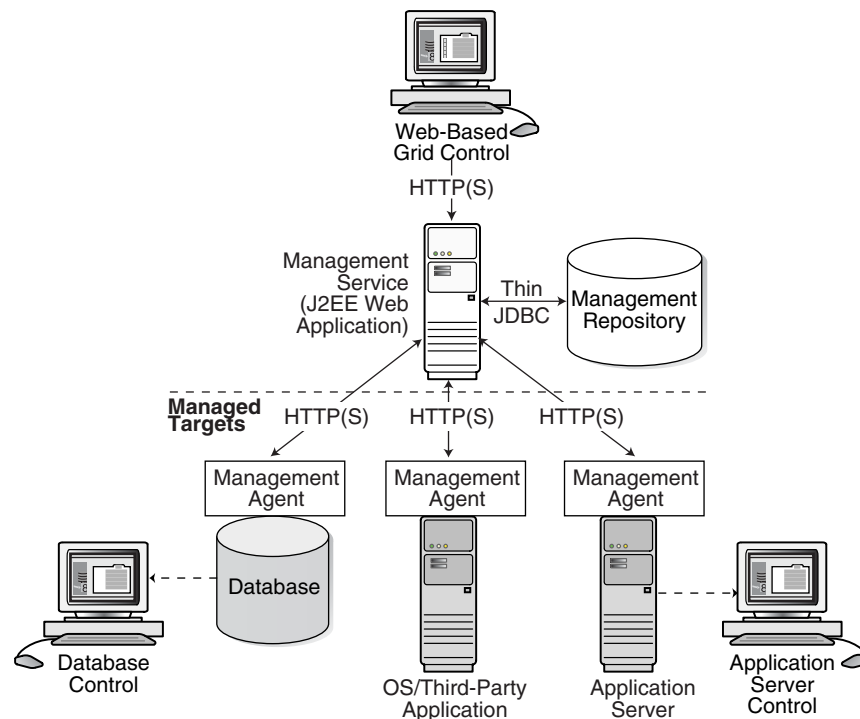 Web-Based
Grid Control
HTTP(S)
Management
Service
(J2EE Web
Application)
Thin
JDBC
Management
Repository
Managed
Targets
HTTP(S)
HTTP(S)
HTTP(S)
Management
Agent
Management
Agent
Management
Agent
Database
Database
Control
OS/Third-Party
Application
Application
Server
Application
Server
Control